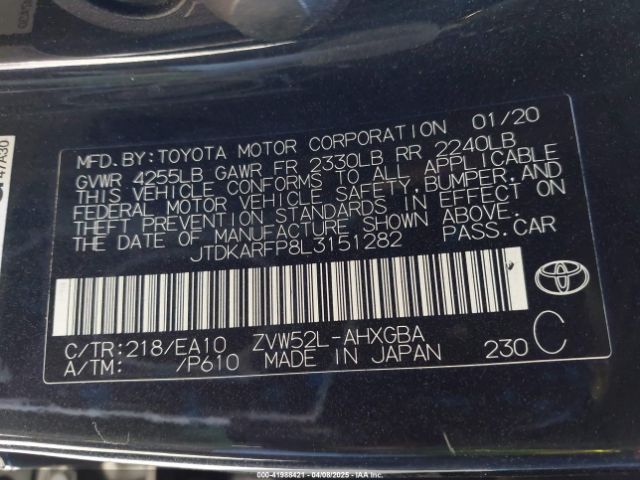 47A30
MFD. BY: TOYOTA MOTOR CORPORATION 01/20
GVWR 4255LB GAWR FR 2330LB RR 2240LB
THIS VEHICLE CONFORMS TO ALL APPLICABLE
FEDERAL MOTOR VEHICLE SAFETY, BUMPER, AND
THEFT PREVENTION STANDARDS IN EFFECT ON
THE DATE OF MANUFACTURE SHOWN ABOVE.
JTDKARFP8L3151282 PASS.CAR
C/TR:218/EA10 ZVW52L-AHXGBA
A/TM: /P610 MADE IN JAPAN 230 C
000-41988421 - 04/08/2025 - IAA Inc.